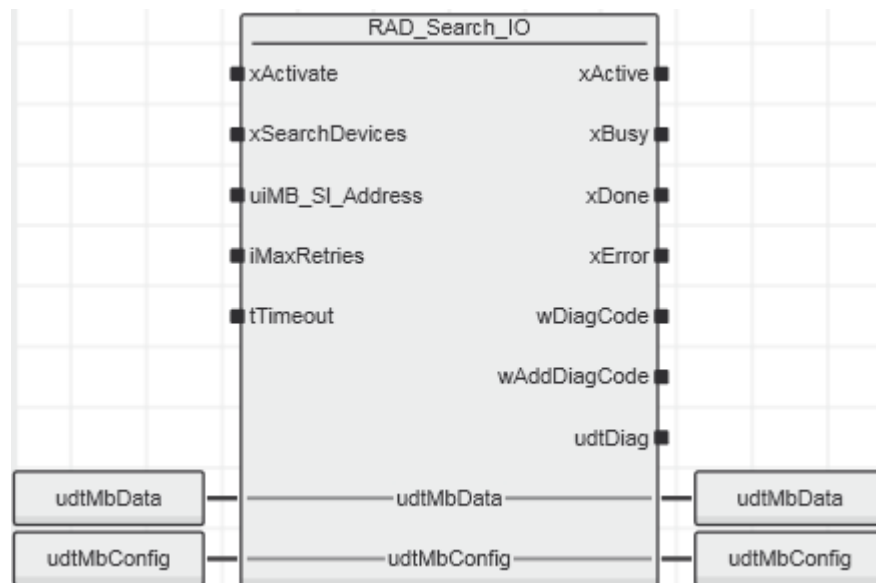 RAD_Search_IO
xActivate xActive
xSearchDevices xBusy
uiMB_SI_Address xDone
iMaxRetries xError
tTimeout wDiagCode
wAddDiagCode
udtDiag
udtMbData udtMbData udtMbData
udtMbConfig udtMbConfig udtMbConfig